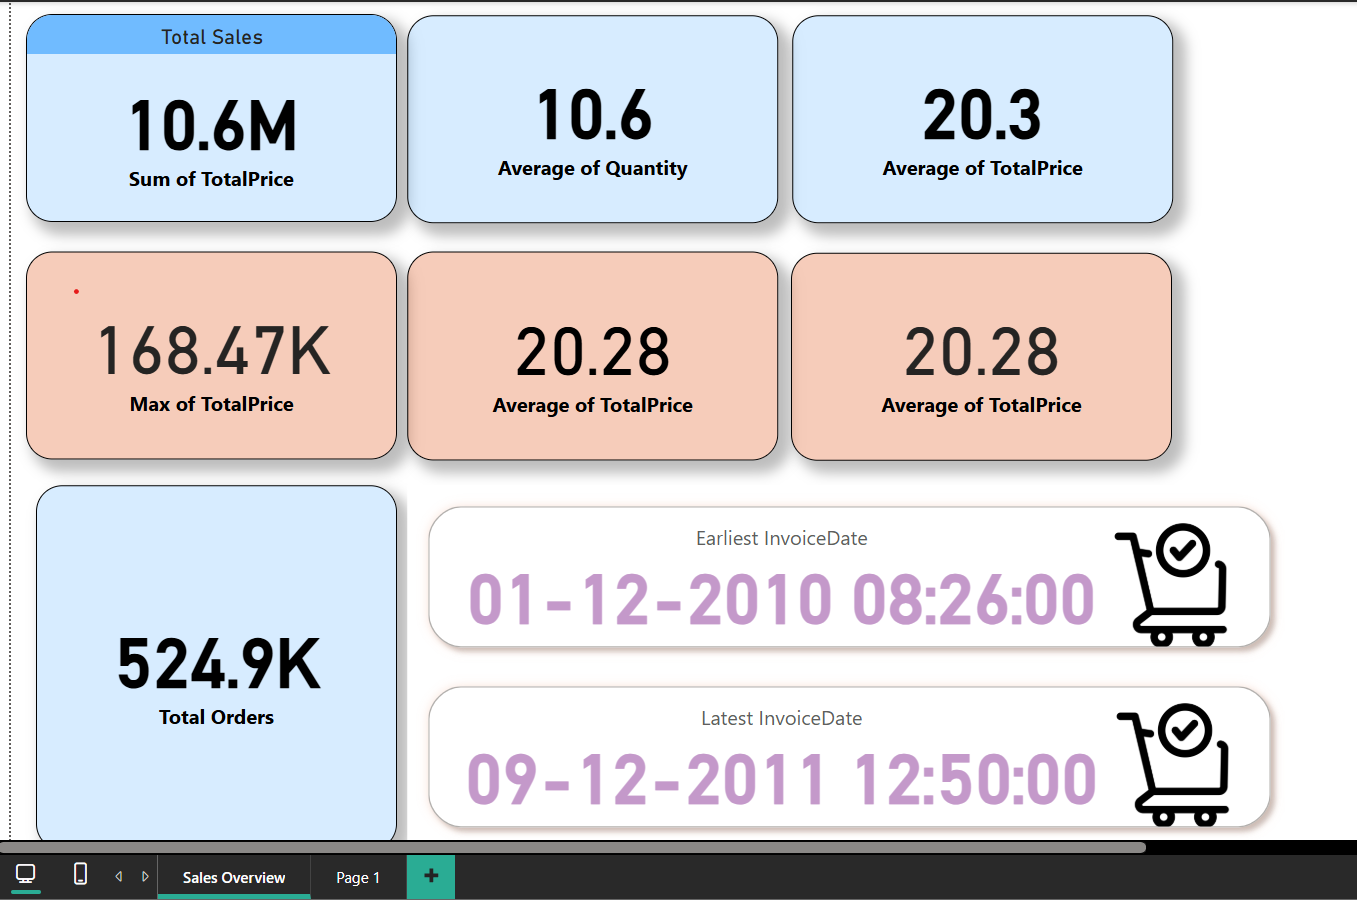 Total Sales
10.6M
Sum of TotalPrice
10.6
Average of Quantity
20.3
Average of TotalPrice
168.47K
Max of TotalPrice
20.28
Average of TotalPrice
20.28
Average of TotalPrice
524.9K
Total Orders
Earliest InvoiceDate
01-12-2010 08:26:00
Latest InvoiceDate
09-12-2011 12:50:00
Sales Overview
Page 1